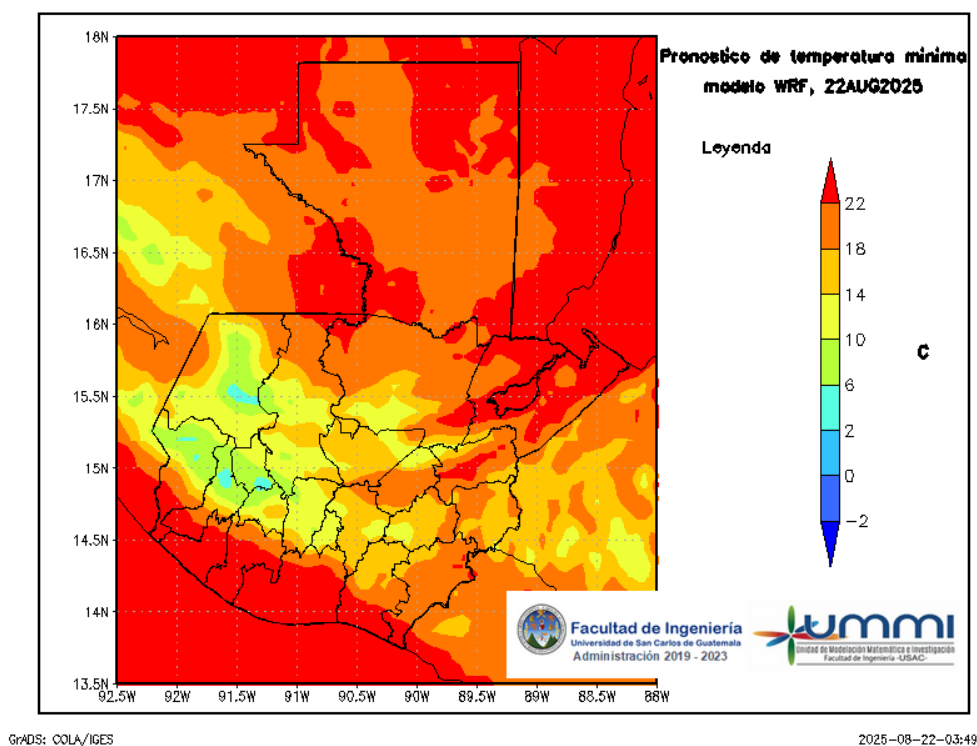 Pronostico de temperatura minima
modelo WRF, 22AUG2025
Leyenda
22
18
14
10
6
2
0
−2
C
18N
17.5N
17N
16.5N
16N
15.5N
15N
14.5N
14N
13.5N
92.5W 92W 91.5W 91W 90.5W 90W 89.5W 89W 88.5W 88W
Facultad de Ingeniería
Universidad de San Carlos de Guatemala
Administración 2019 - 2023
ummi
Unidad de Modelación Matemática e Investigación
Facultad de Ingeniería -USAC-
GrADS: COLA/IGES
2025-08-22-03:49